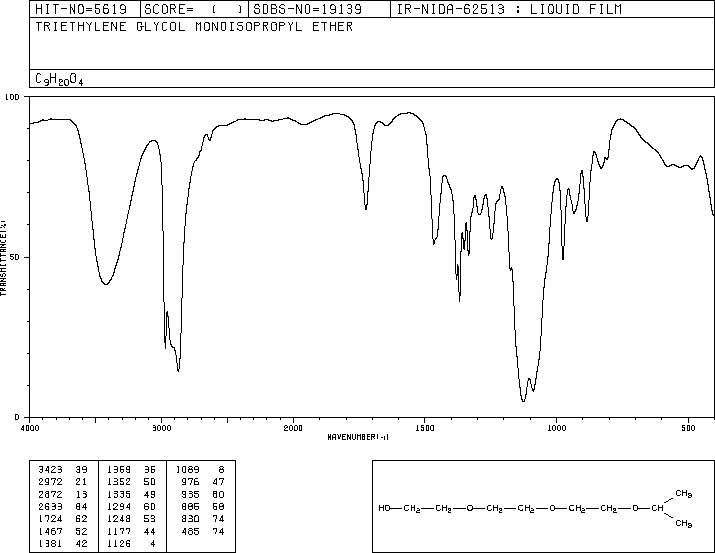 HIT-NO=5619 SCORE= ( ) SDBS-NO=19139 IR-NIDA-62513 : LIQUID FILM
TRIETHYLENE GLYCOL MONOISOPROPYL ETHER
C9H20O4
100
TRANSMITTANCE(%)
50
0
4000 3000 2000 1500 1000 500
WAVENUMBER(-1)
3423 39 1369 36 1089 8
2972 21 1352 50 976 47
2872 13 1335 49 935 60
2633 84 1294 60 885 58
1724 62 1248 53 830 74
1467 52 1177 44 485 74
1381 42 1126 4
CH3
HO—CH2—CH2—O—CH2—CH2—O—CH2—CH2—O—CH
CH3